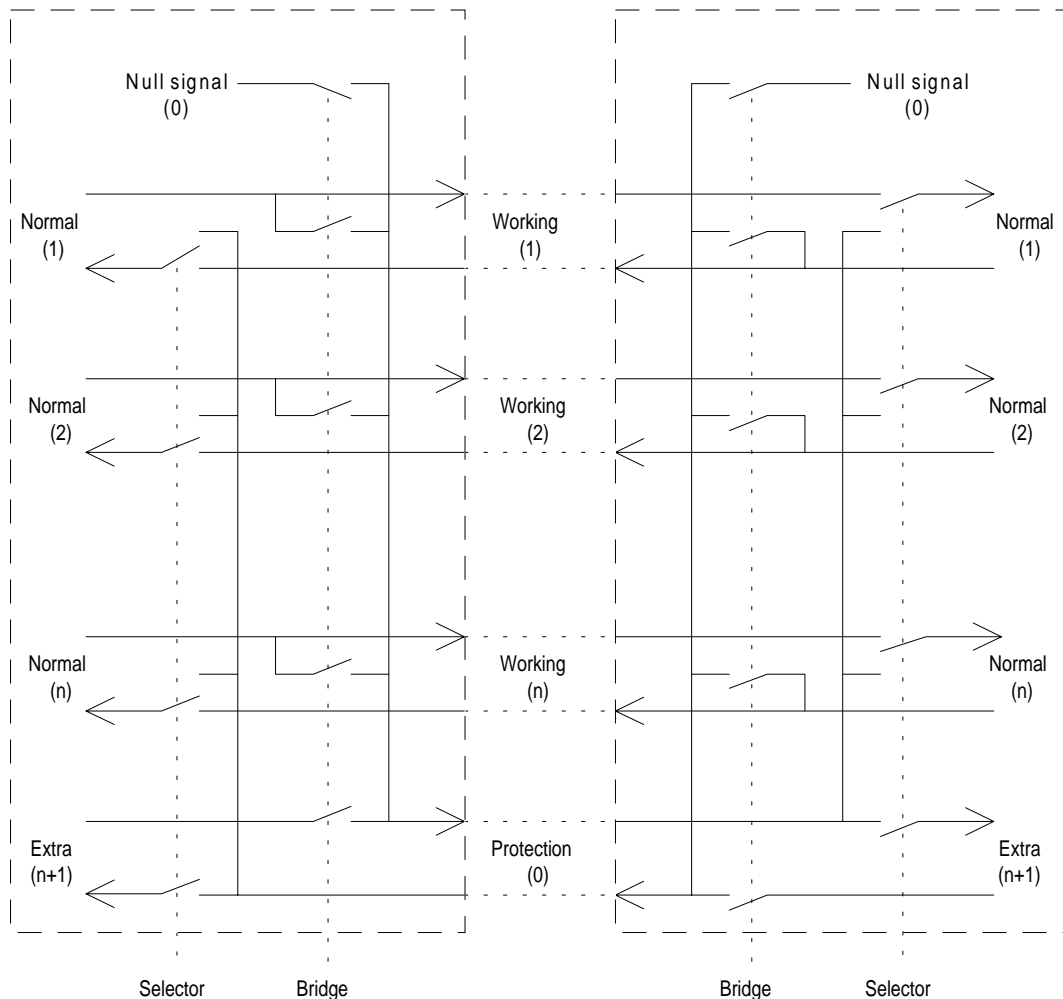 Null signal
(0)
Null signal
(0)
Normal
(1)
Working
(1)
Normal
(1)
Normal
(2)
Working
(2)
Normal
(2)
Normal
(n)
Working
(n)
Normal
(n)
Extra
(n+1)
Protection
(0)
Extra
(n+1)
Selector
Bridge
Bridge
Selector